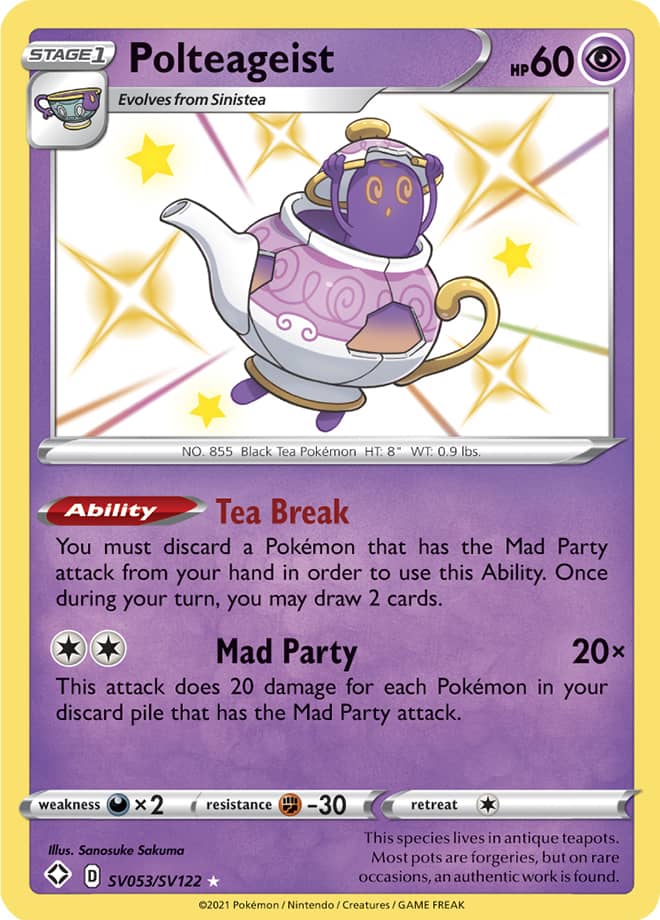 STAGE 1 Polteageist HP 60
Evolves from Sinistea
NO. 855 Black Tea Pokémon HT: 8" WT: 0.9 lbs.
Ability Tea Break
You must discard a Pokémon that has the Mad Party
attack from your hand in order to use this Ability. Once
during your turn, you may draw 2 cards.
Mad Party 20×
This attack does 20 damage for each Pokémon in your
discard pile that has the Mad Party attack.
weakness ×2 resistance -30 retreat
Illus. Sanosuke Sakuma
This species lives in antique teapots.
Most pots are forgeries, but on rare
occasions, an authentic work is found.
D SV053/SV122
©2021 Pokémon / Nintendo / Creatures / GAME FREAK